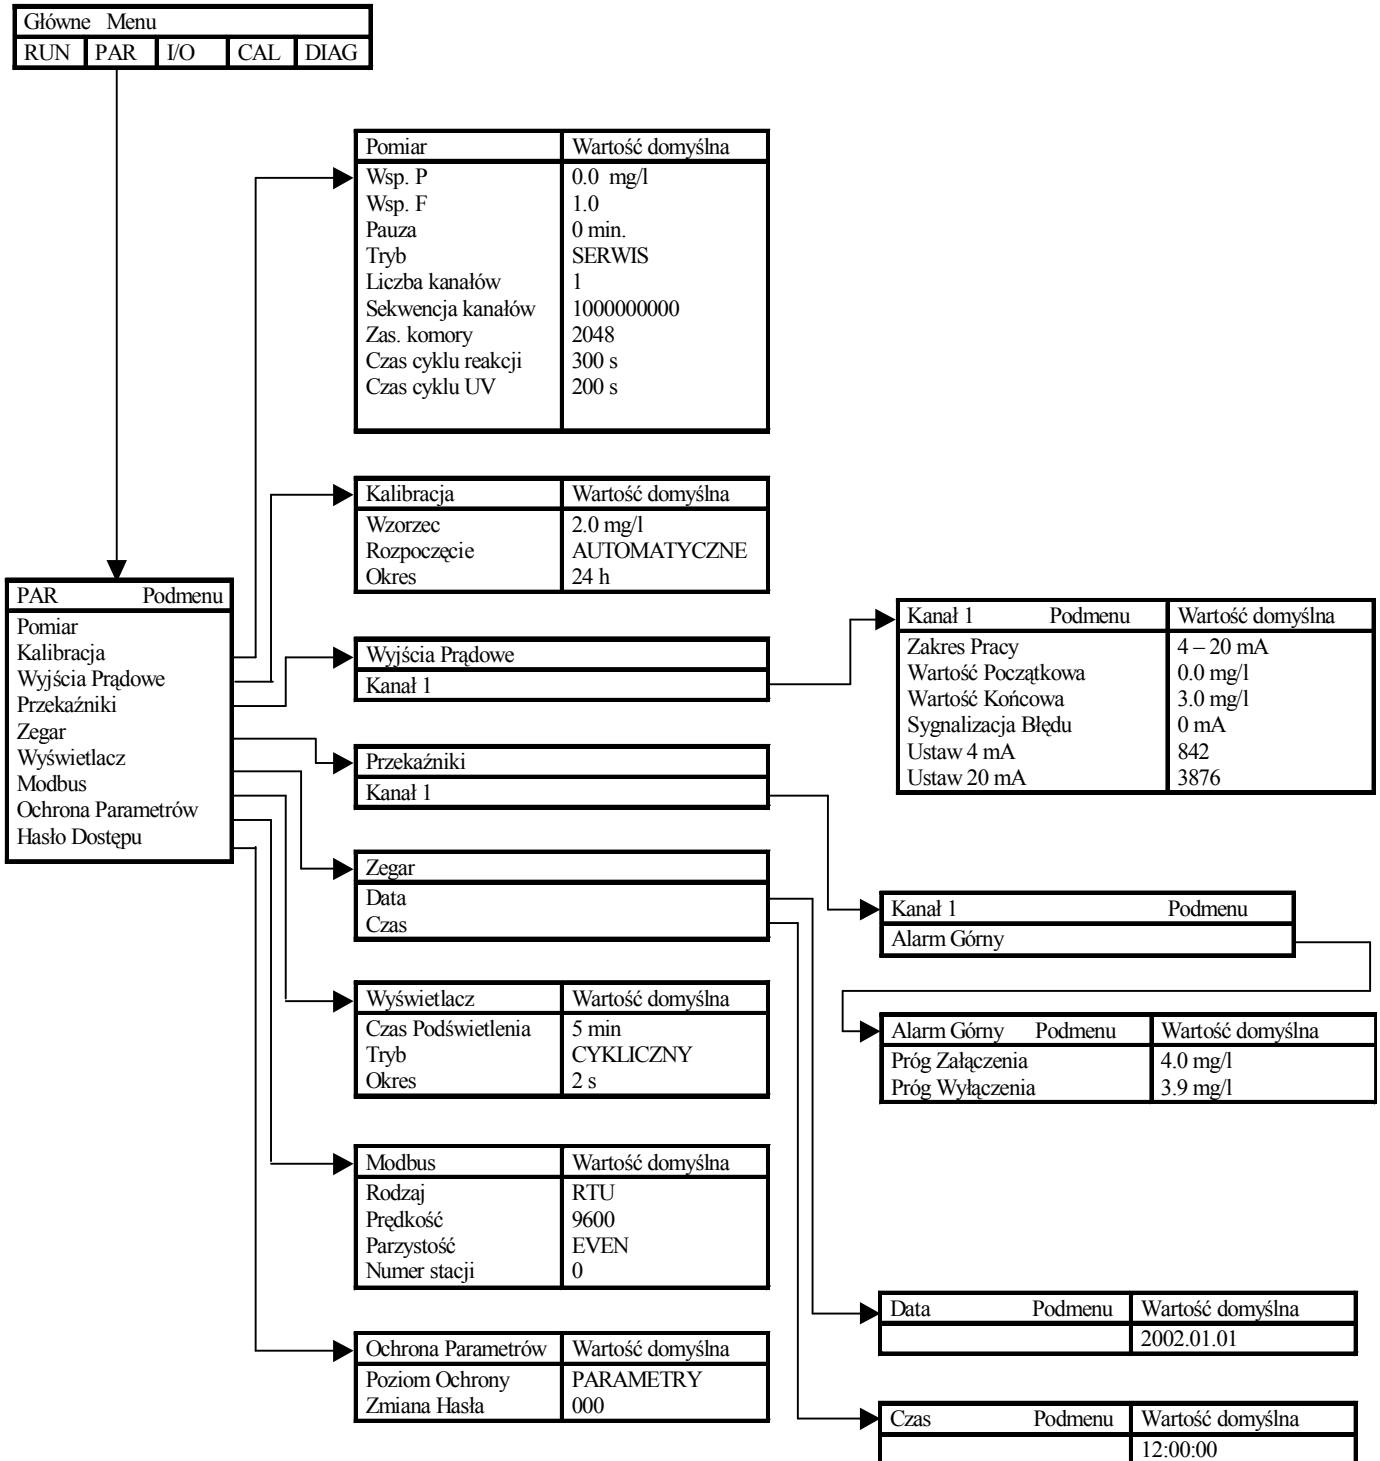 Główne Menu
RUN PAR I/O CAL DIAG
Pomiar Wartość domyślna
Wsp. P 0.0 mg/l
Wsp. F 1.0
Pauza 0 min.
Tryb SERWIS
Liczba kanałów 1
Sekwencja kanałów 1000000000
Zas. komory 2048
Czas cyklu reakcji 300 s
Czas cyklu UV 200 s
Kalibracja Wartość domyślna
Wzorzec 2.0 mg/l
Rozpoczęcie AUTOMATYCZNE
Okres 24 h
PAR Podmenu
Pomiar
Kalibracja
Wyjścia Prądowe
Przekaźniki
Zegar
Wyświetlacz
Modbus
Ochrona Parametrów
Hasło Dostępu
Wyjścia Prądowe
Kanał 1
Kanał 1 Podmenu Wartość domyślna
Zakres Pracy 4 – 20 mA
Wartość Początkowa 0.0 mg/l
Wartość Końcowa 3.0 mg/l
Sygnalizacja Błędu 0 mA
Ustaw 4 mA 842
Ustaw 20 mA 3876
Przekaźniki
Kanał 1
Zegar
Data
Czas
Kanał 1 Podmenu
Alarm Górny
Alarm Górny Podmenu Wartość domyślna
Próg Załączenia 4.0 mg/l
Próg Wyłączenia 3.9 mg/l
Wyświetlacz Wartość domyślna
Czas Podświetlenia 5 min
Tryb CYKLICZNY
Okres 2 s
Modbus Wartość domyślna
Rodzaj RTU
Prędkość 9600
Parzystość EVEN
Numer stacji 0
Data Podmenu Wartość domyślna
2002.01.01
Ochrona Parametrów Wartość domyślna
Poziom Ochrony PARAMETRY
Zmiana Hasła 000
Czas Podmenu Wartość domyślna
12:00:00